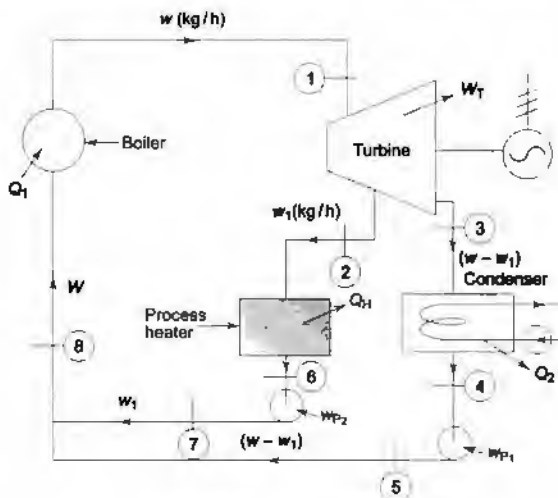 w (kg/h)
1
W_T
Boiler
Turbine
Q_1
w_1(kg/h)
3
2
(w – w_1)
Condenser
W
Process
heater
Q_H
8
6
Q_2
4
w_1
w_P2
7
(w – w_1)
w_P1
5